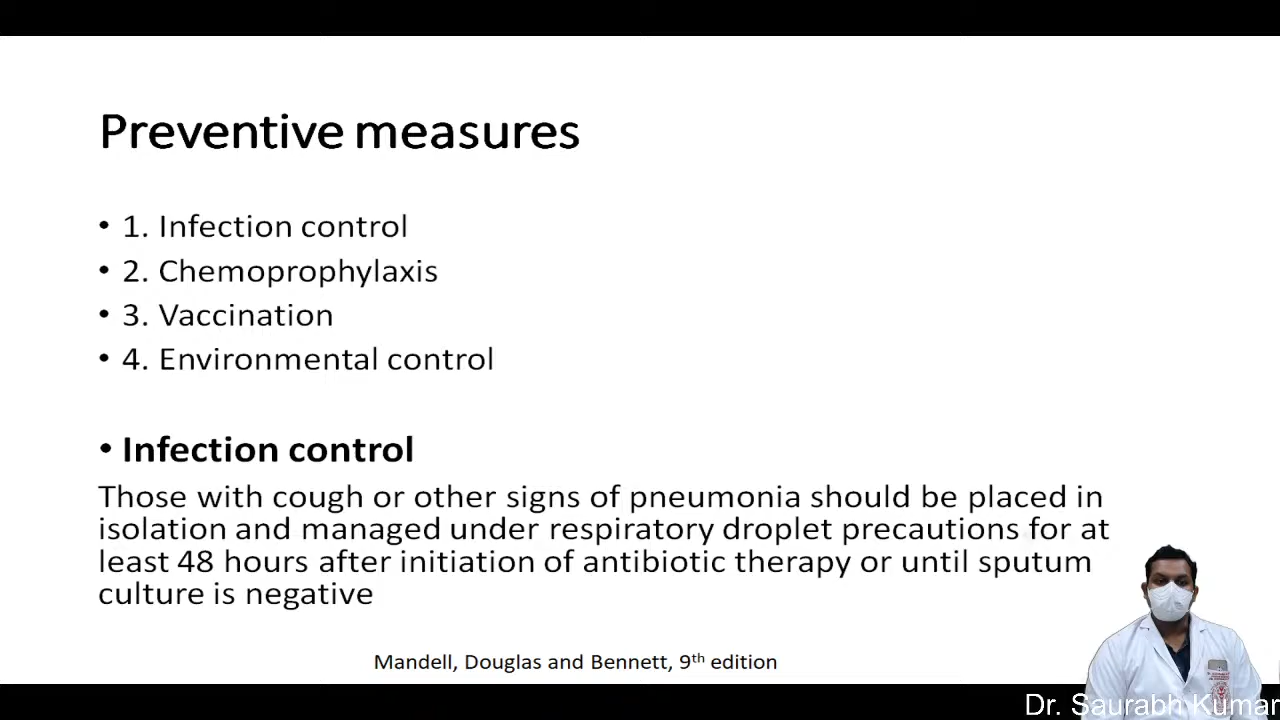 Preventive measures
• 1. Infection control
• 2. Chemoprophylaxis
• 3. Vaccination
• 4. Environmental control
• Infection control
Those with cough or other signs of pneumonia should be placed in
isolation and managed under respiratory droplet precautions for at
least 48 hours after initiation of antibiotic therapy or until sputum
culture is negative
Mandell, Douglas and Bennett, 9th edition
Dr. Saurabh Kumar